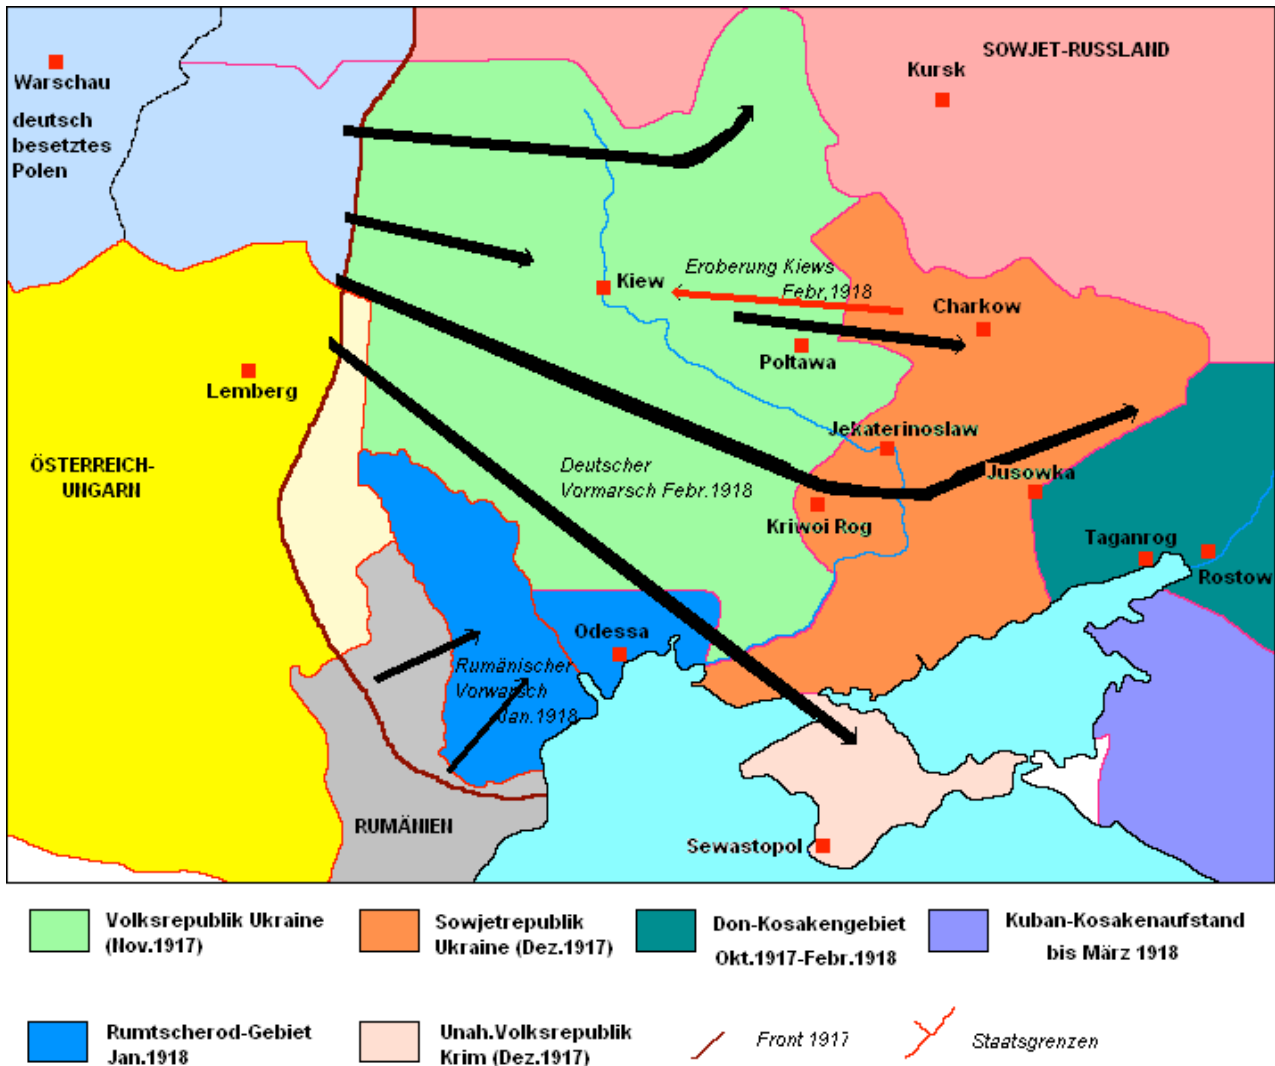 SOWJET-RUSSLAND
Kursk
Warschau
deutsch
besetztes
Polen
Kiew
Eroberung Kiews
Febr,1918
Charkow
Poltawa
Lemberg
Jekaterinoslaw
ÖSTERREICH-
UNGARN
Deutscher
Vormarsch Febr.1918
Jusowka
Kriwoi Rog
Taganrog
Rostow
Odessa
Rumänischer
Vorwarsch
Jan.1918
RUMÄNIEN
Sewastopol
Volksrepublik Ukraine
(Nov.1917)
Sowjetrepublik
Ukraine (Dez.1917)
Don-Kosakengebiet
Okt.1917-Febr.1918
Kuban-Kosakenaufstand
bis März 1918
Rumtscherod-Gebiet
Jan.1918
Unah.Volksrepublik
Krim (Dez.1917)
Front 1917
Staatsgrenzen